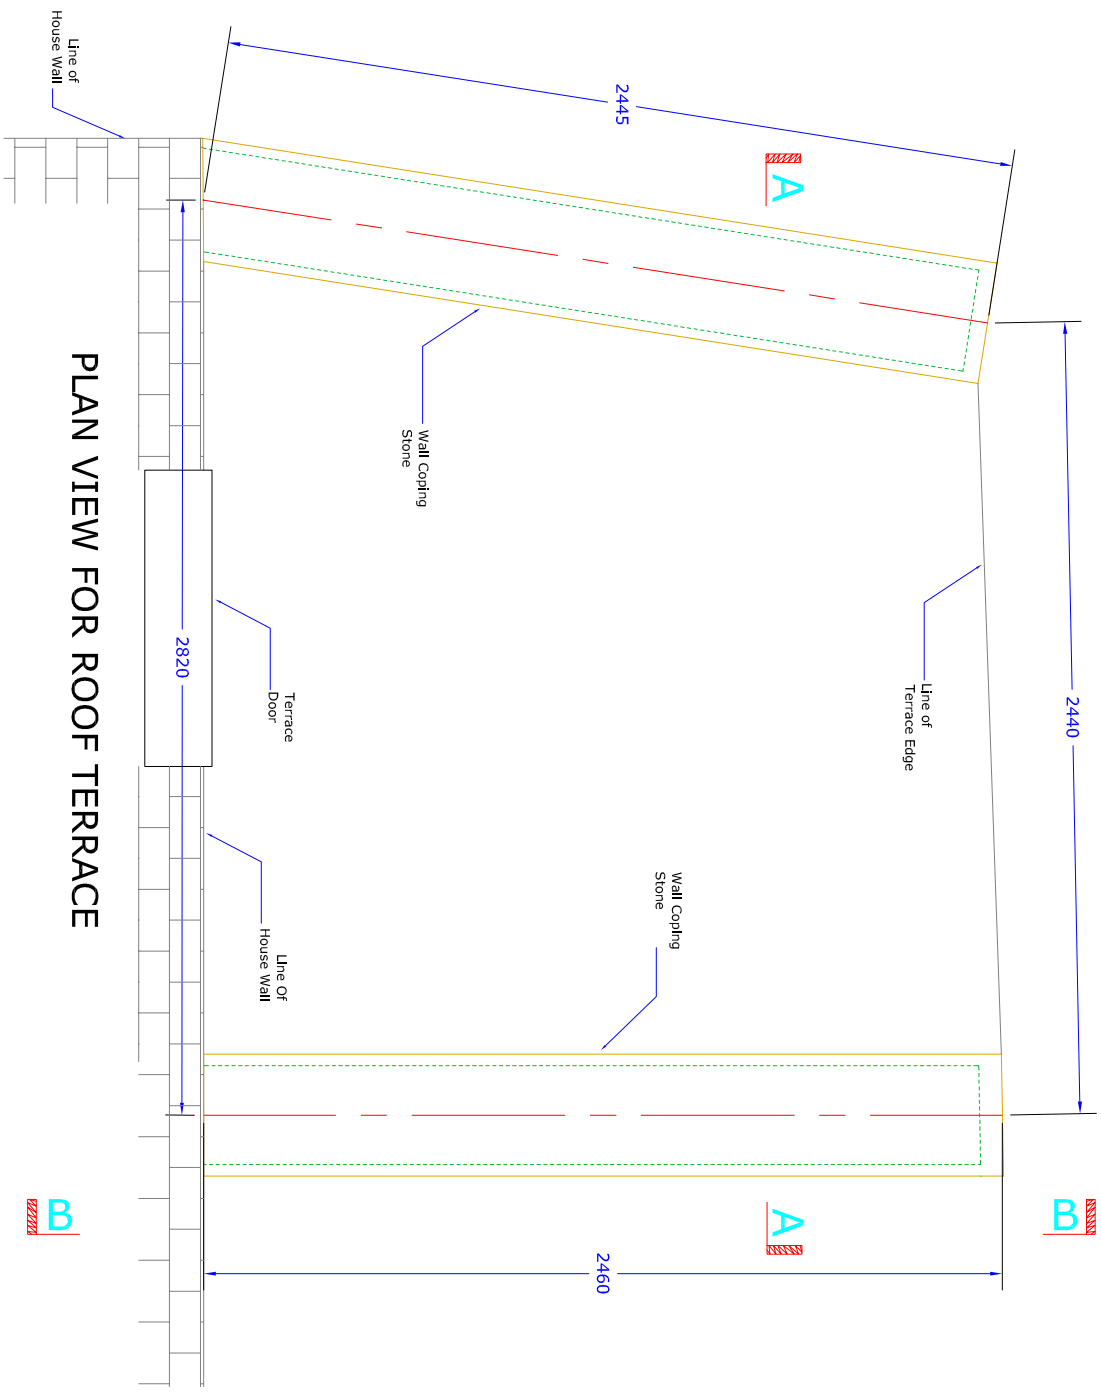 Line of
House Wall
2445
A
Wall Coping
Stone
Line of
Terrace Edge
2440
2820
Terrace
Door
Wall Coping
Stone
Line Of
House Wall
B
A
B
2460
PLAN VIEW FOR ROOF TERRACE